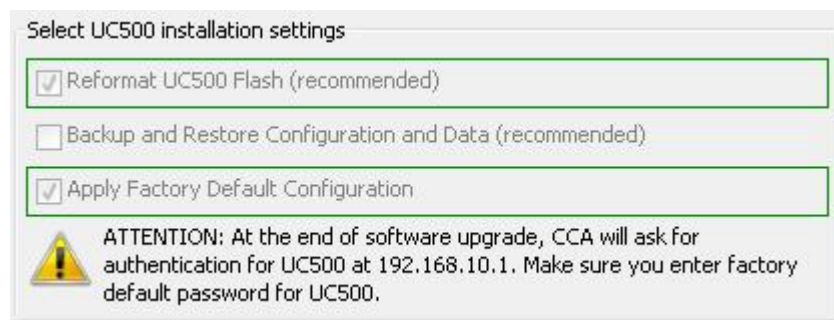 Select UC500 installation settings
Reformat UC500 Flash (recommended)
Backup and Restore Configuration and Data (recommended)
Apply Factory Default Configuration
ATTENTION: At the end of software upgrade, CCA will ask for
authentication for UC500 at 192.168.10.1. Make sure you enter factory
default password for UC500.